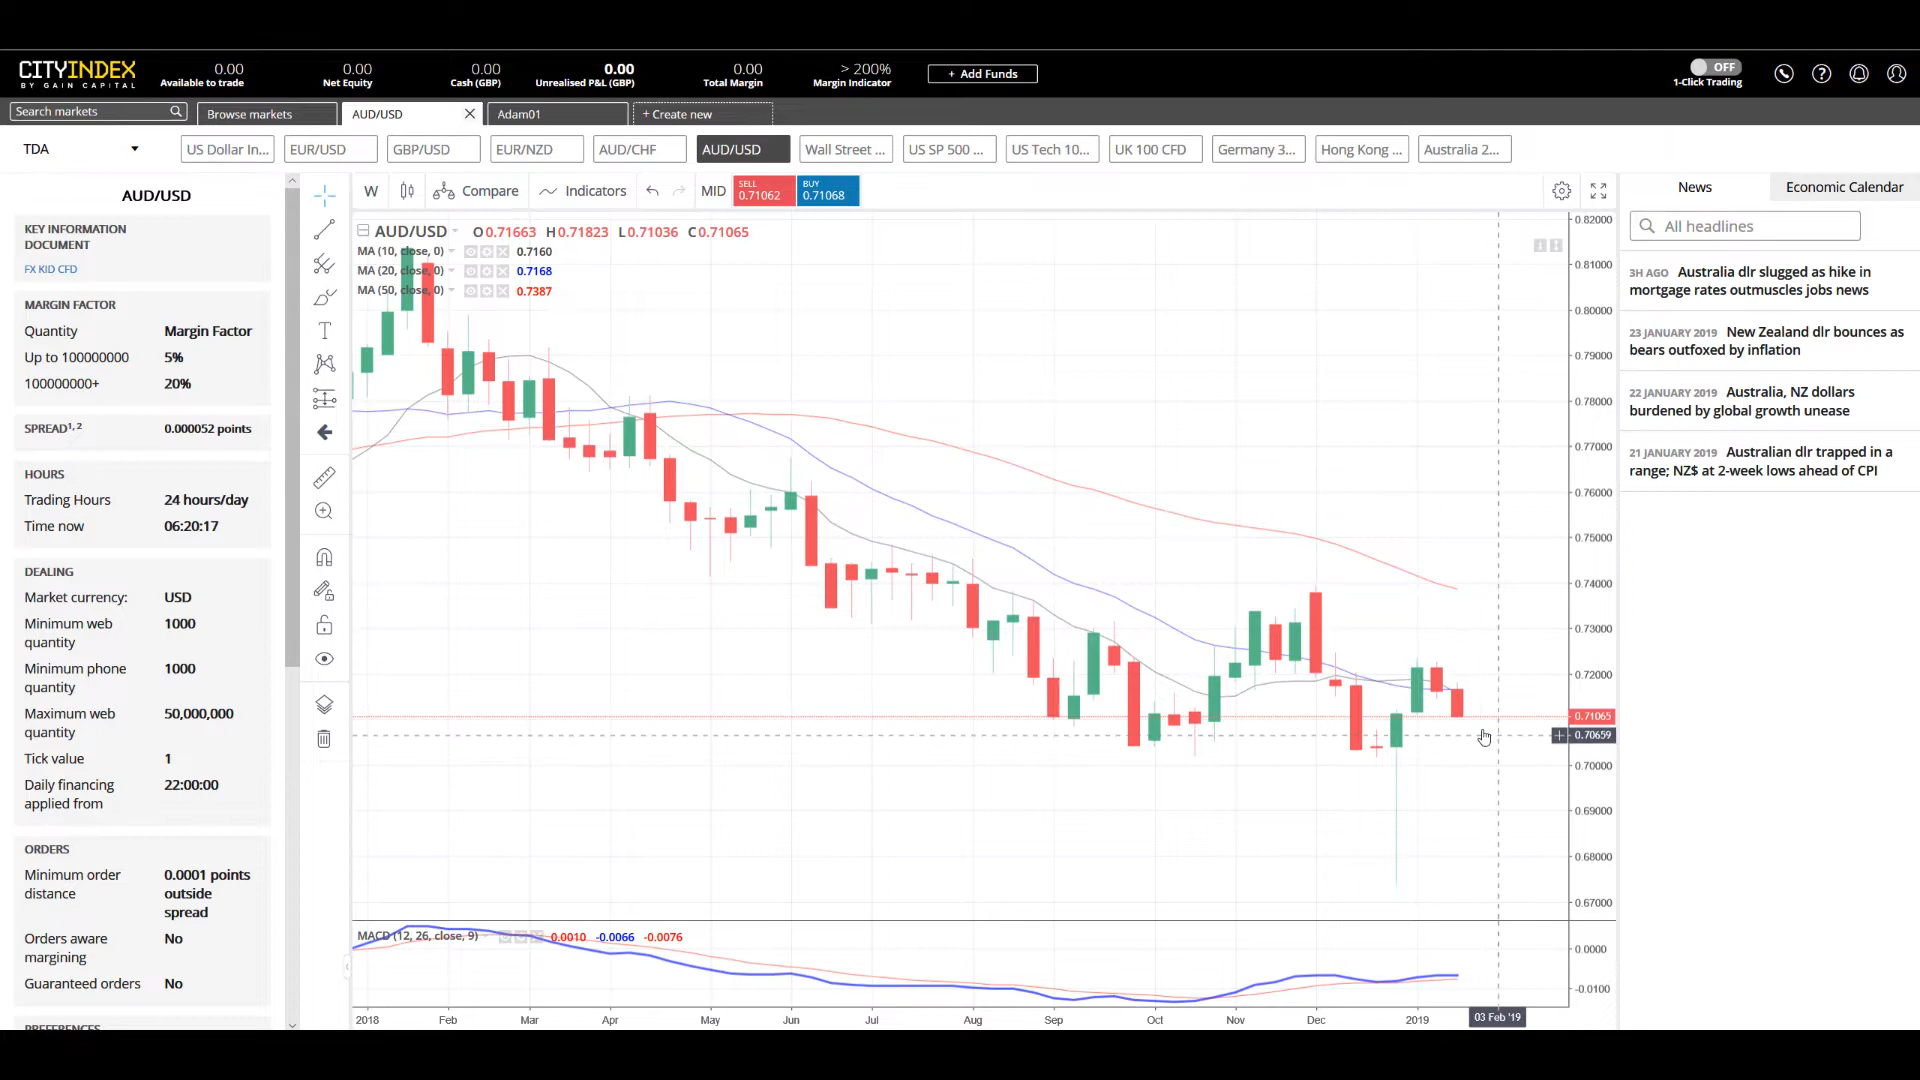 CITYINDEX
BY GAIN CAPITAL
0.00
Available to trade
0.00
Net Equity
0.00
Cash (GBP)
0.00
Unrealised P&L (GBP)
0.00
Total Margin
> 200%
Margin Indicator
+ Add Funds
OFF
1-Click Trading
Search markets
Browse markets
AUD/USD
Adam01
+ Create new
TDA
US Dollar In...
EUR/USD
GBP/USD
EUR/NZD
AUD/CHF
AUD/USD
Wall Street ...
US SP 500 ...
US Tech 10...
UK 100 CFD
Germany 3...
Hong Kong ...
Australia 2...
AUD/USD
KEY INFORMATION
DOCUMENT
FX KID CFD
MARGIN FACTOR
Quantity Margin Factor
Up to 100000000 5%
100000000+ 20%
SPREAD1, 2 0.000052 points
HOURS
Trading Hours 24 hours/day
Time now 06:20:17
DEALING
Market currency: USD
Minimum web 1000
quantity
Minimum phone 1000
quantity
Maximum web 50,000,000
quantity
Tick value 1
Daily financing 22:00:00
applied from
ORDERS
Minimum order 0.0001 points
distance outside
spread
Orders aware No
margining
Guaranteed orders No
PREFERENCES
W
Compare
Indicators
MID
SELL
0.71062
BUY
0.71068
AUD/USD O0.71663 H0.71823 L0.71036 C0.71065
MA (10, close, 0) 0.7160
MA (20, close, 0) 0.7168
MA (50, close, 0) 0.7387
T
0.82000
0.81000
0.80000
0.79000
0.78000
0.77000
0.76000
0.75000
0.74000
0.73000
0.72000
0.71065
0.70659
0.70000
0.69000
0.68000
0.67000
MACD (12, 26, close, 9) 0.0010 -0.0066 -0.0076
0.0000
-0.0100
2018 Feb Mar Apr May Jun Jul Aug Sep Oct Nov Dec 2019 03 Feb '19
News
Economic Calendar
All headlines
3H AGO Australia dlr slugged as hike in
mortgage rates outmuscles jobs news
23 JANUARY 2019 New Zealand dlr bounces as
bears outfoxed by inflation
22 JANUARY 2019 Australia, NZ dollars
burdened by global growth unease
21 JANUARY 2019 Australian dlr trapped in a
range; NZ$ at 2-week lows ahead of CPI